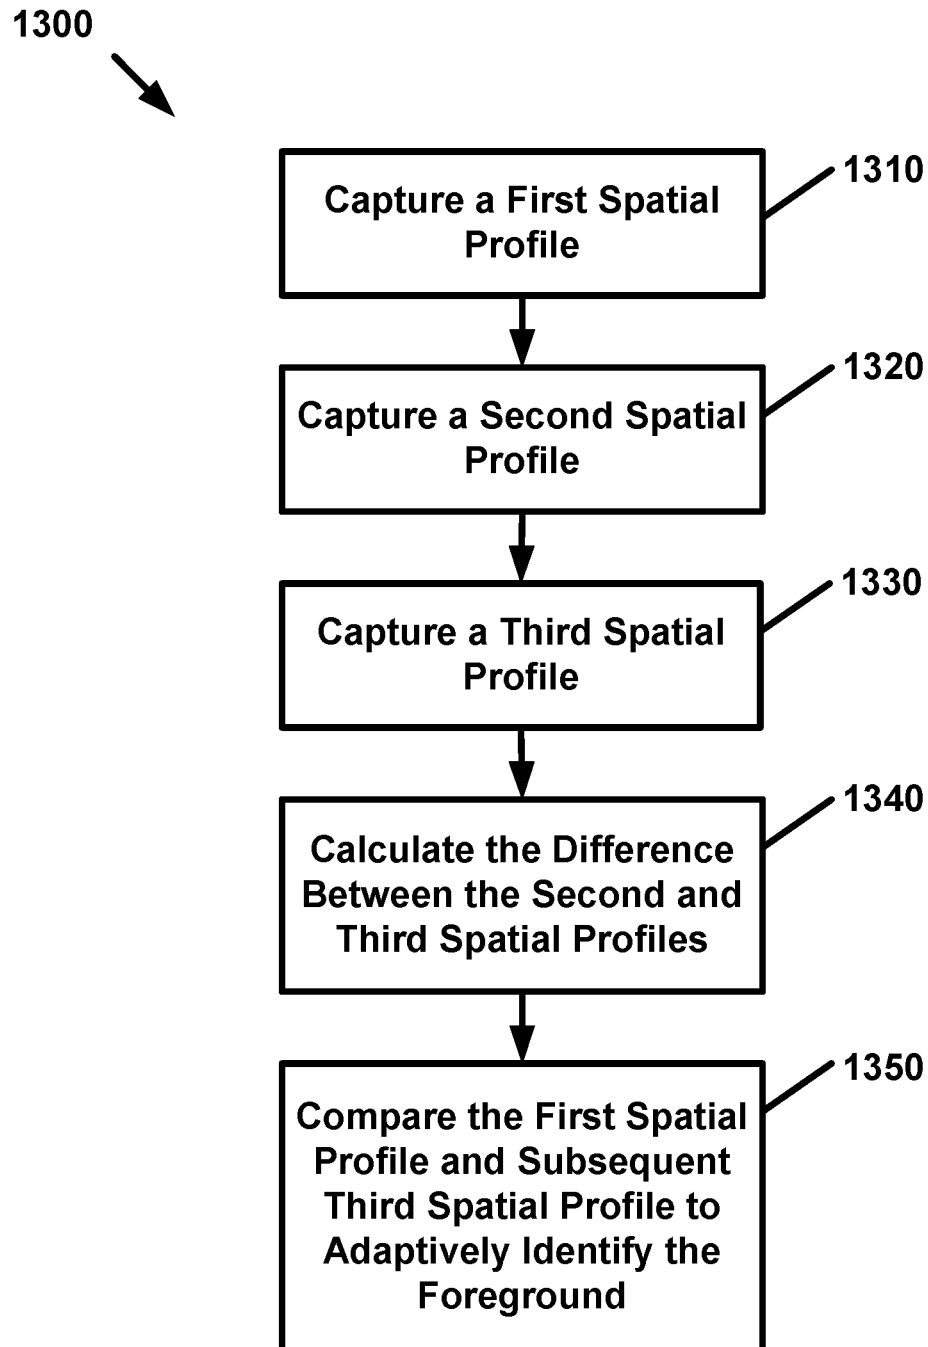 1300
1310
Capture a First Spatial
Profile
1320
Capture a Second Spatial
Profile
1330
Capture a Third Spatial
Profile
1340
Calculate the Difference
Between the Second and
Third Spatial Profiles
1350
Compare the First Spatial
Profile and Subsequent
Third Spatial Profile to
Adaptively Identify the
Foreground